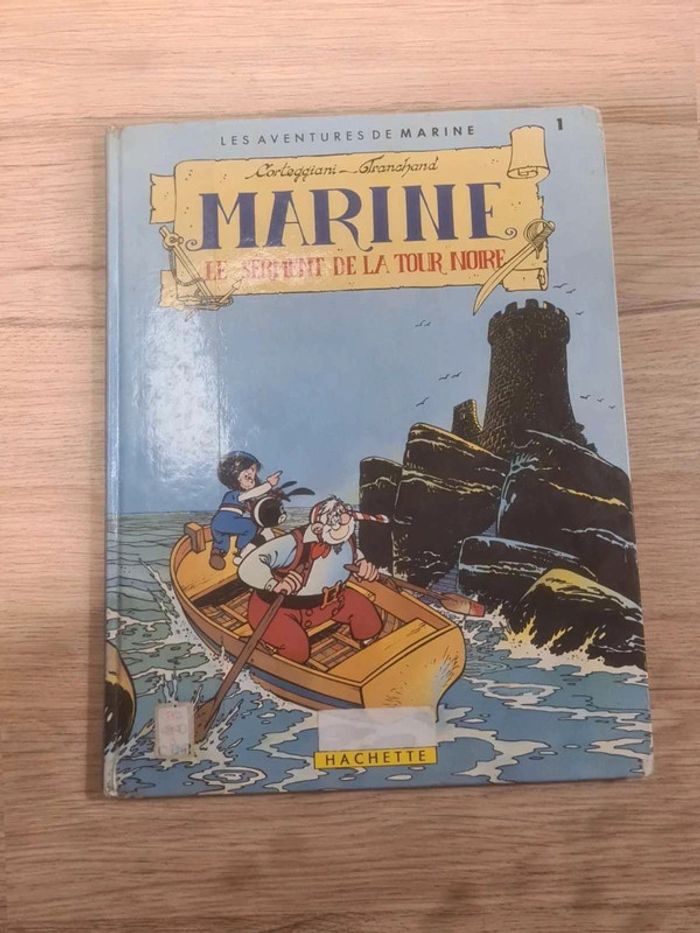 LES AVENTURES DE MARINE
1
Corteggiani - Tranchand
MARINE
LE SERMENT DE LA TOUR NOIRE
HACHETTE